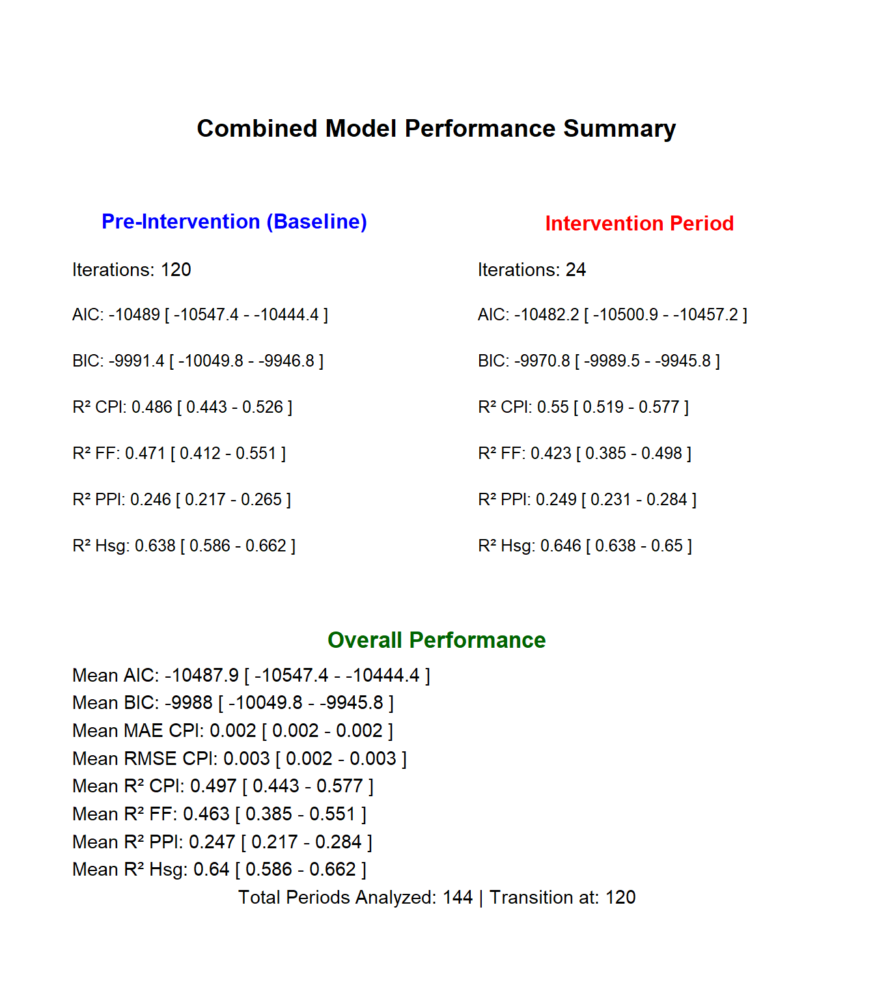 Combined Model Performance Summary
Pre-Intervention (Baseline)
Iterations: 120
AIC: -10489 [ -10547.4 - -10444.4 ]
BIC: -9991.4 [ -10049.8 - -9946.8 ]
R² CPI: 0.486 [ 0.443 - 0.526 ]
R² FF: 0.471 [ 0.412 - 0.551 ]
R² PPI: 0.246 [ 0.217 - 0.265 ]
R² Hsg: 0.638 [ 0.586 - 0.662 ]
Intervention Period
Iterations: 24
AIC: -10482.2 [ -10500.9 - -10457.2 ]
BIC: -9970.8 [ -9989.5 - -9945.8 ]
R² CPI: 0.55 [ 0.519 - 0.577 ]
R² FF: 0.423 [ 0.385 - 0.498 ]
R² PPI: 0.249 [ 0.231 - 0.284 ]
R² Hsg: 0.646 [ 0.638 - 0.65 ]
Overall Performance
Mean AIC: -10487.9 [ -10547.4 - -10444.4 ]
Mean BIC: -9988 [ -10049.8 - -9945.8 ]
Mean MAE CPI: 0.002 [ 0.002 - 0.002 ]
Mean RMSE CPI: 0.003 [ 0.002 - 0.003 ]
Mean R² CPI: 0.497 [ 0.443 - 0.577 ]
Mean R² FF: 0.463 [ 0.385 - 0.551 ]
Mean R² PPI: 0.247 [ 0.217 - 0.284 ]
Mean R² Hsg: 0.64 [ 0.586 - 0.662 ]
Total Periods Analyzed: 144 | Transition at: 120